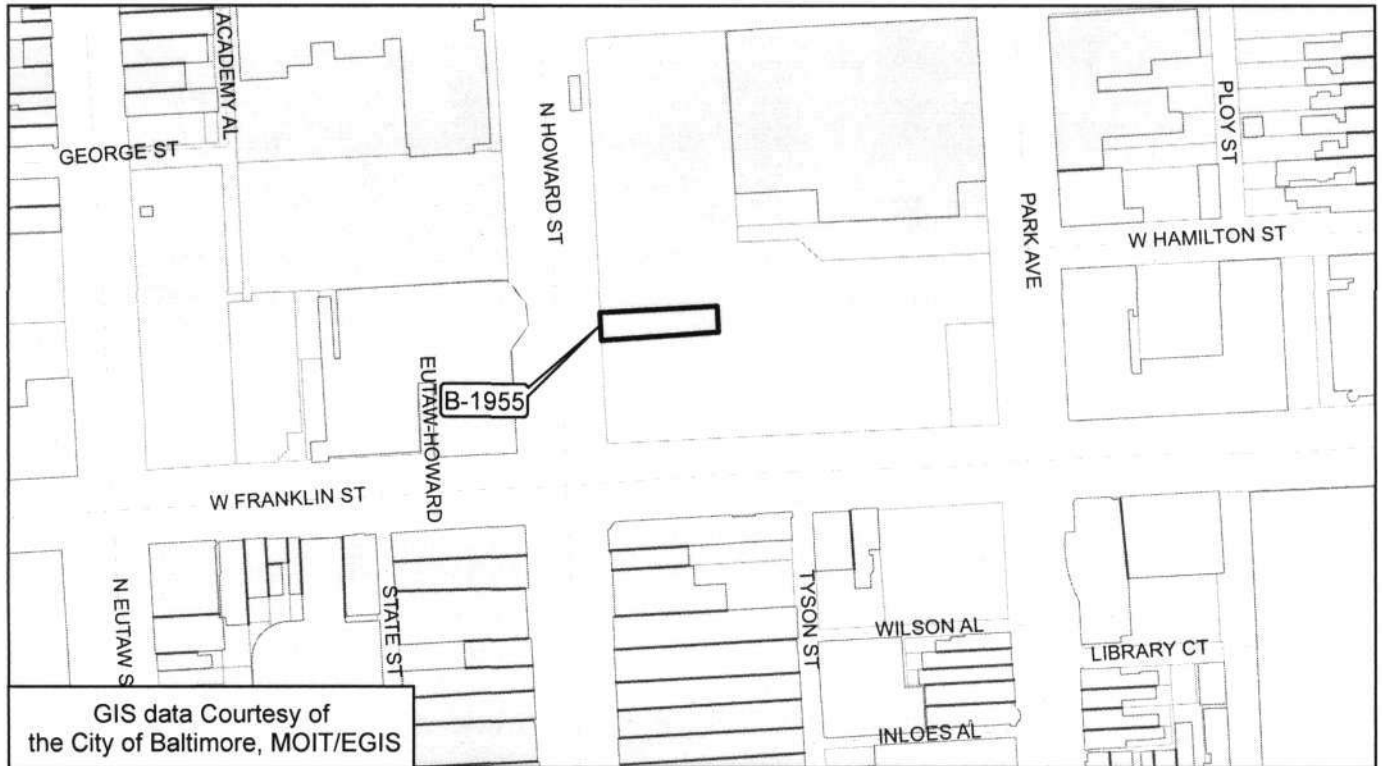 ACADEMY AL
GEORGE ST
N HOWARD ST
PLOY ST
PARK AVE
W HAMILTON ST
EUTAW-HOWARD
B-1955
W FRANKLIN ST
N EUTAW S
STATE ST
TYSON ST
WILSON AL
LIBRARY CT
INLOES AL
GIS data Courtesy of
the City of Baltimore, MOIT/EGIS